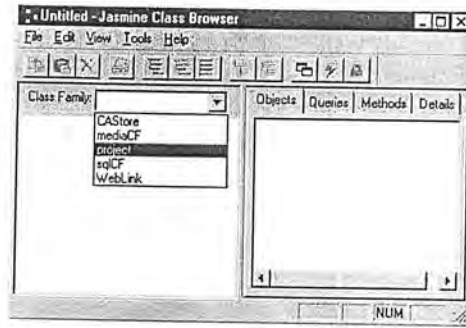 Untitled - Jasmine Class Browser
File Edit View Tools Help
Class Family:
CAStore
mediaCF
project
sqlCF
WebLink
Objects Queries Methods Details
NUM